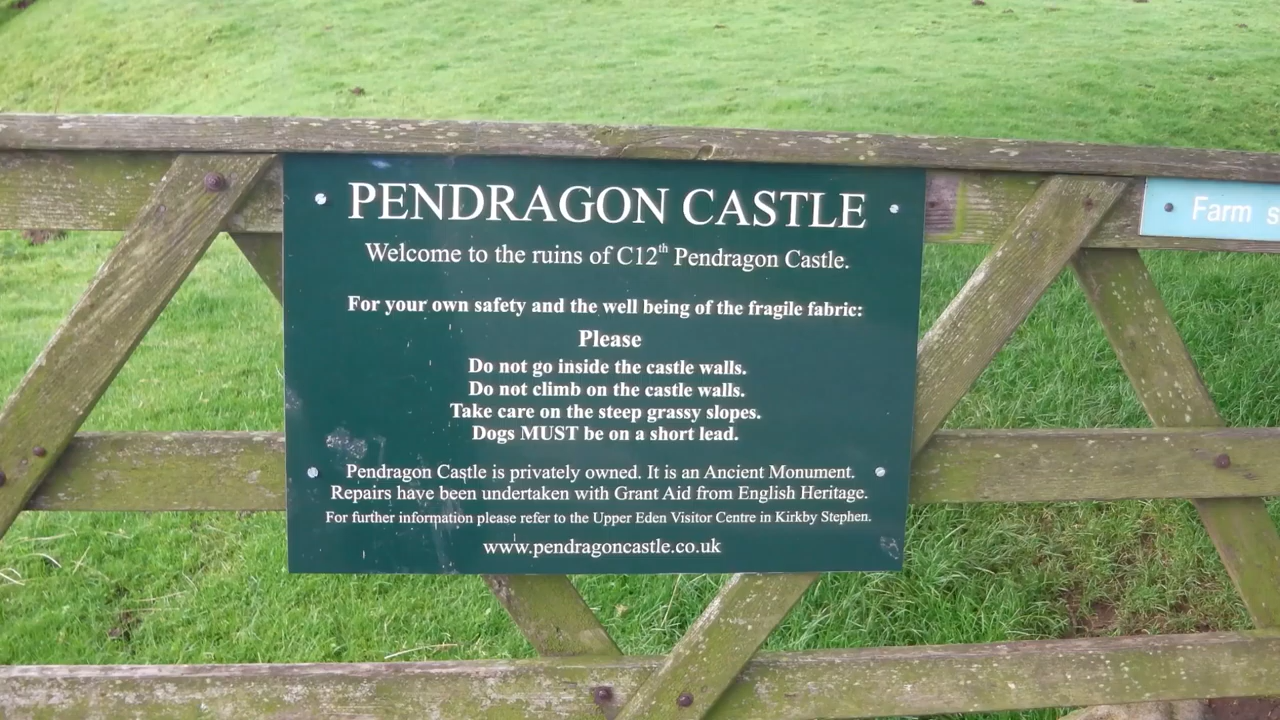 PENDRAGON CASTLE
Welcome to the ruins of C12th Pendragon Castle.
For your own safety and the well being of the fragile fabric:
Please
Do not go inside the castle walls.
Do not climb on the castle walls.
Take care on the steep grassy slopes.
Dogs MUST be on a short lead.
Pendragon Castle is privately owned. It is an Ancient Monument.
Repairs have been undertaken with Grant Aid from English Heritage.
For further information please refer to the Upper Eden Visitor Centre in Kirkby Stephen.
www.pendragoncastle.co.uk
Farm s